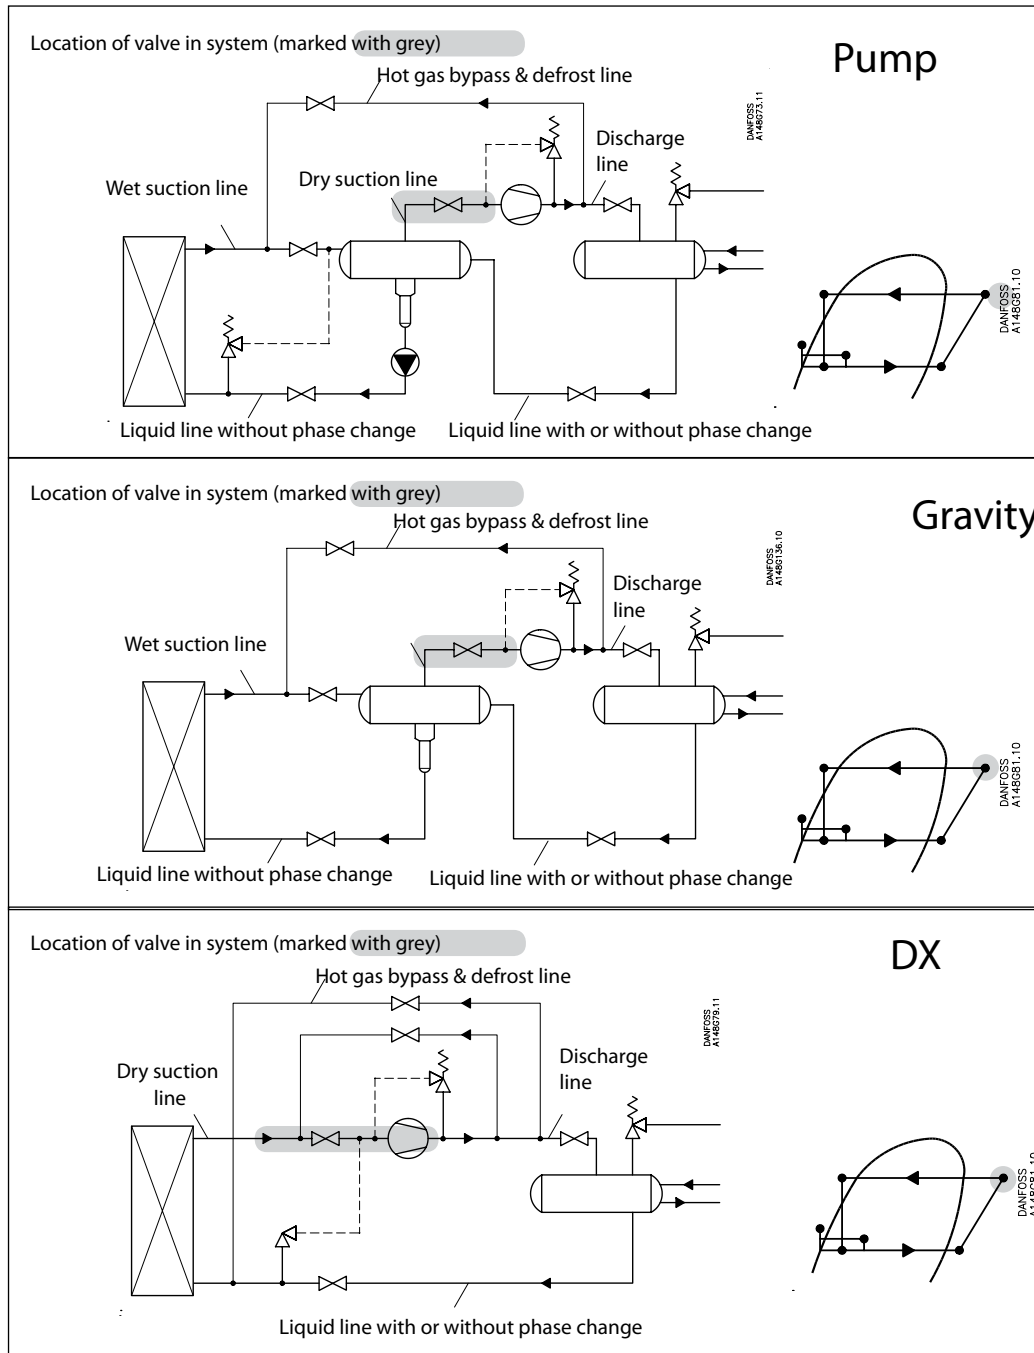 Location of valve in system (marked with grey)
Pump
Hot gas bypass & defrost line
DANFOSS
A148G73.11
Discharge
line
Dry suction line
Wet suction line
DANFOSS
A148G81.10
Liquid line without phase change
Liquid line with or without phase change
Location of valve in system (marked with grey)
Gravity
Hot gas bypass & defrost line
DANFOSS
A148G136.10
Discharge
line
Wet suction line
DANFOSS
A148G81.10
Liquid line without phase change
Liquid line with or without phase change
Location of valve in system (marked with grey)
DX
Hot gas bypass & defrost line
DANFOSS
A148G79.11
Discharge
line
Dry suction
line
DANFOSS
A148G81.10
Liquid line with or without phase change